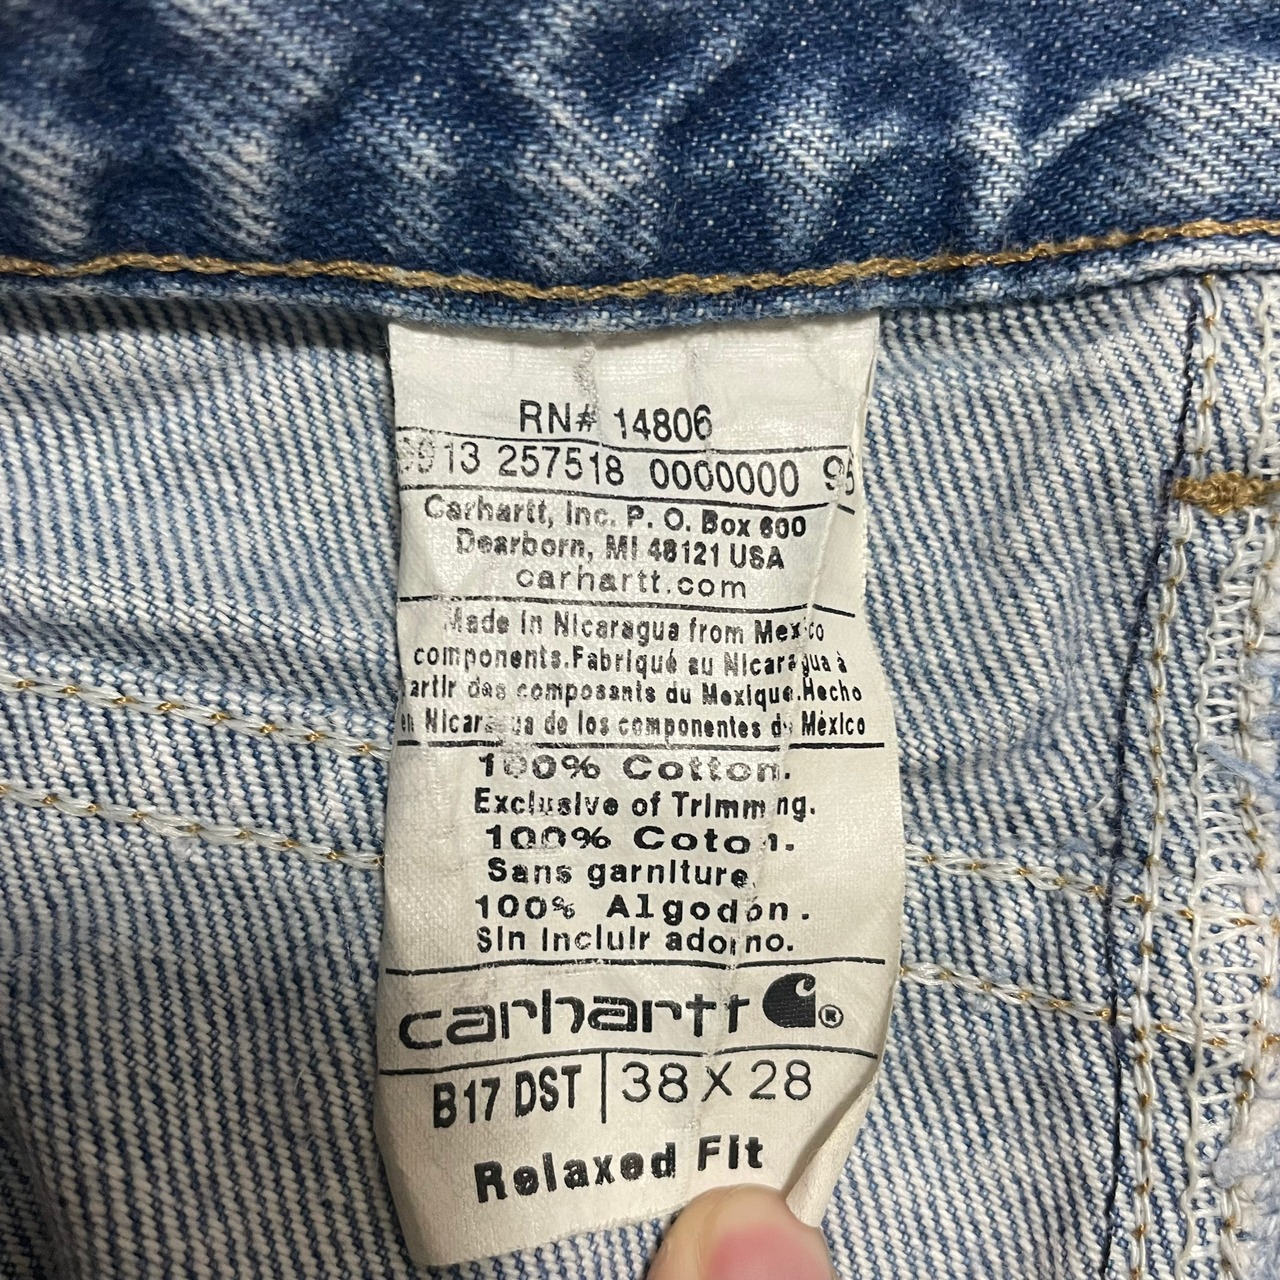 RN# 14806
9913 257518 0000000 95
Carhartt, Inc. P. O. Box 600
Dearborn, MI 48121 USA
carhartt.com
Made in Nicaragua from Mexico
components.Fabriqué au Nicaragua à
partir des composants du Mexique.Hecho
en Nicaragua de los componentes de México
100% Cotton.
Exclusive of Trimming.
100% Coton.
Sans garniture.
100% Algodón.
Sin incluir adorno.
carhartt ®
B17 DST 38 X 28
Relaxed Fit